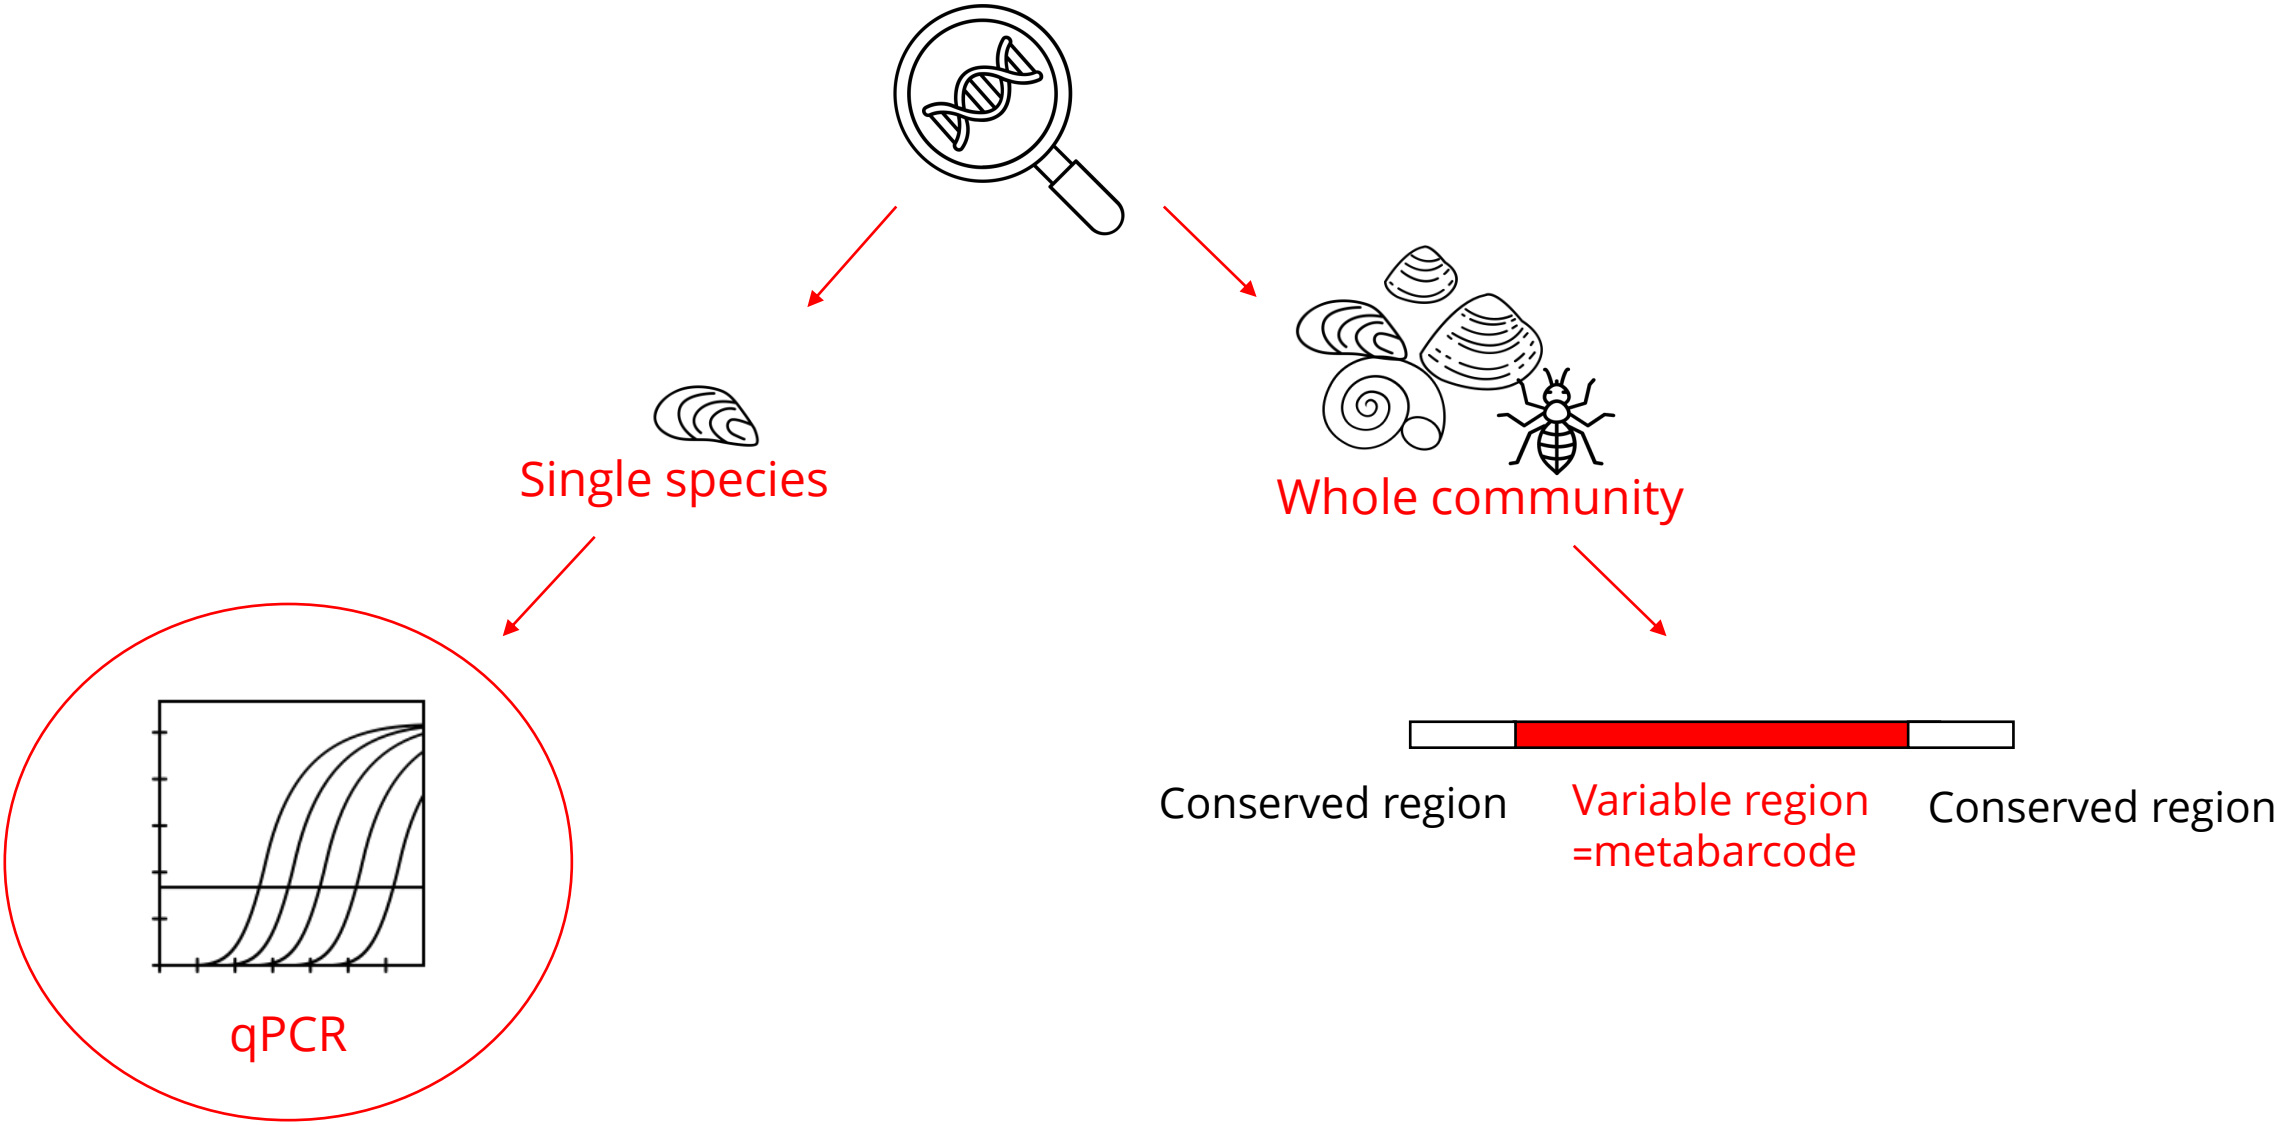 Single species
Whole community
Conserved region
Variable region
=metabarcode
Conserved region
qPCR